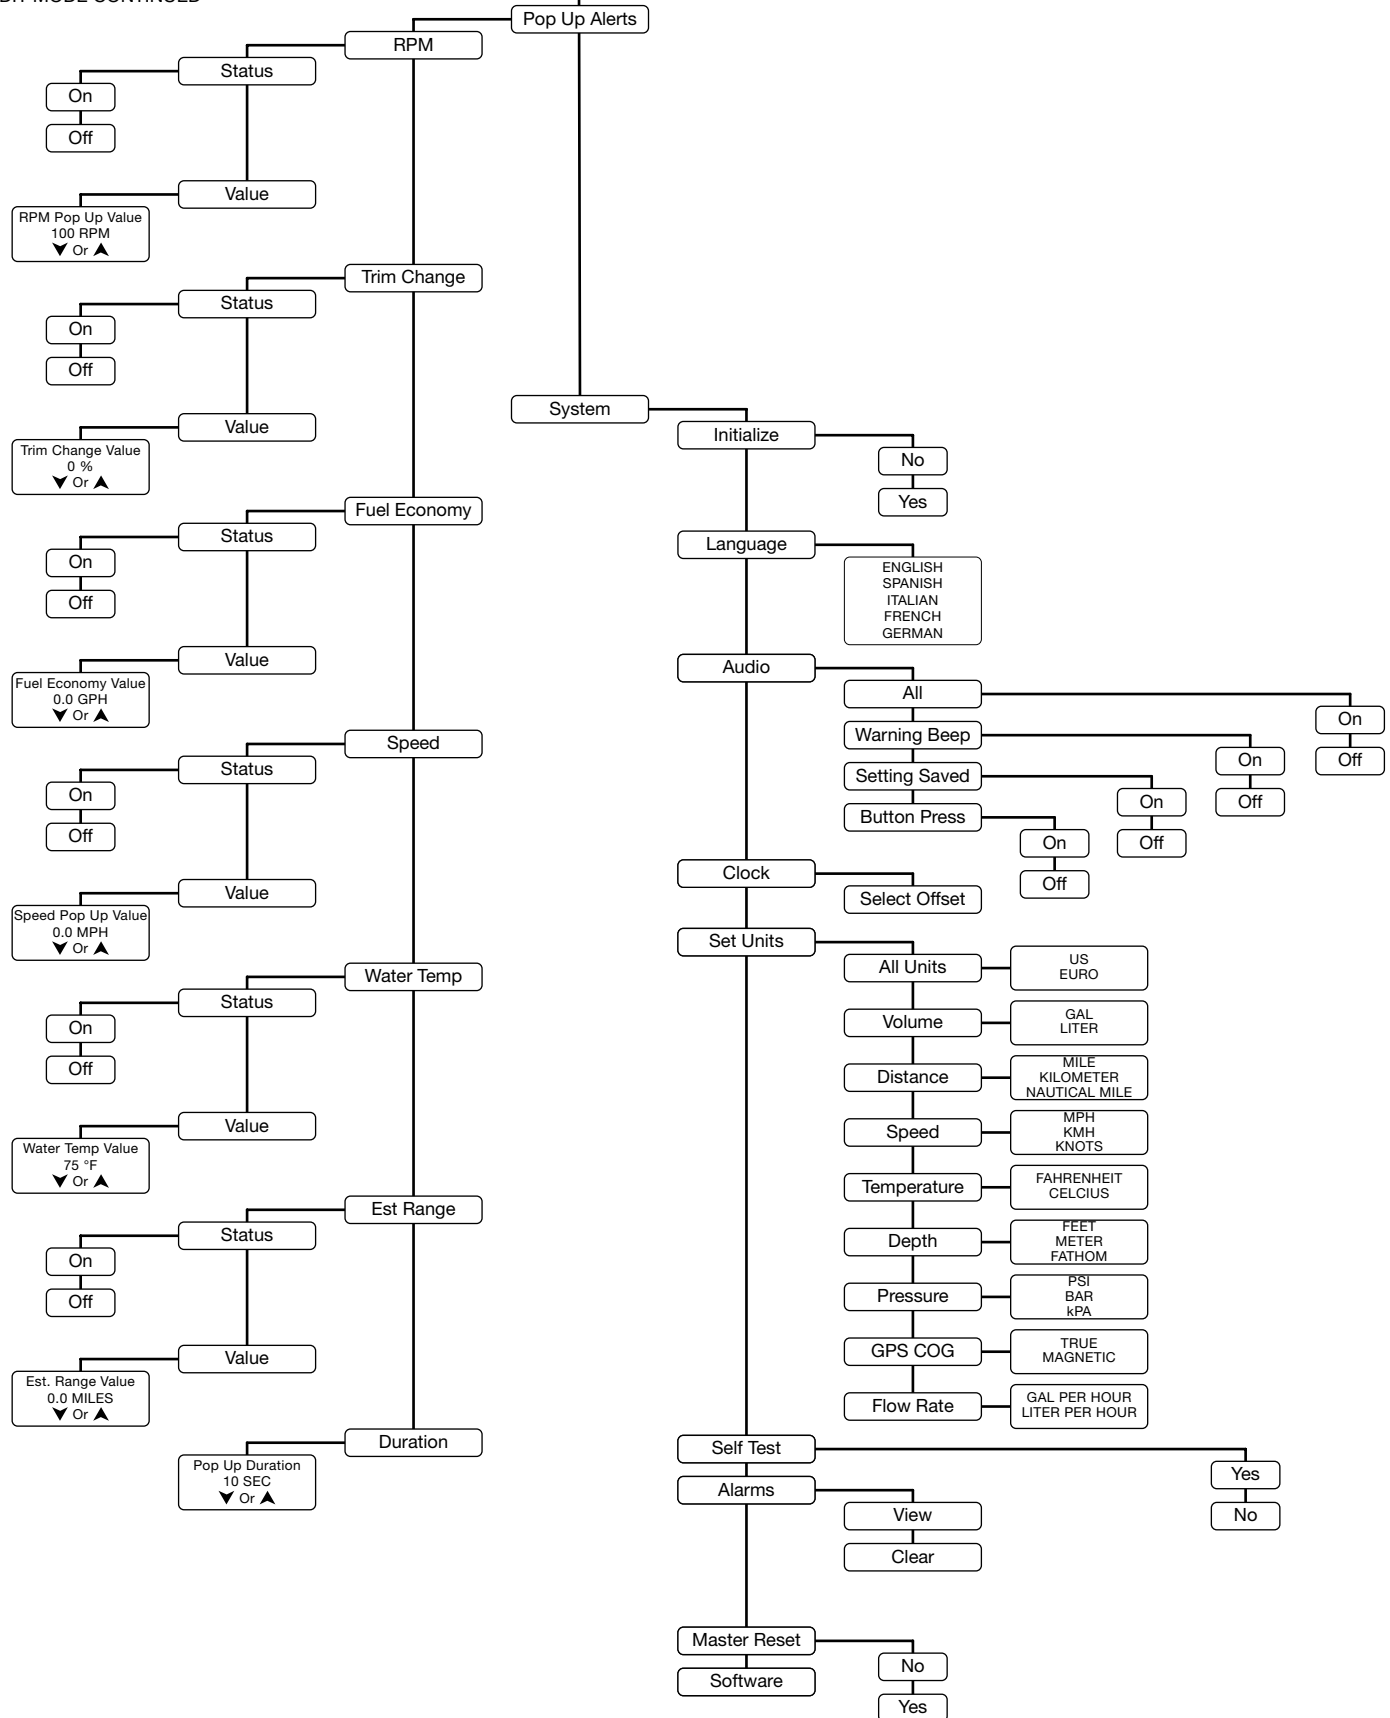 DIT MODE CONTINUED
Pop Up Alerts
RPM
Status
On
Off
Value
RPM Pop Up Value
100 RPM
Or
Trim Change
Status
On
Off
Value
Trim Change Value
0 %
Or
Fuel Economy
Status
On
Off
Value
Fuel Economy Value
0.0 GPH
Or
Speed
Status
On
Off
Value
Speed Pop Up Value
0.0 MPH
Or
Water Temp
Status
On
Off
Value
Water Temp Value
75 °F
Or
Est Range
Status
On
Off
Value
Est. Range Value
0.0 MILES
Or
Duration
Pop Up Duration
10 SEC
Or
System
Initialize
No
Yes
Language
ENGLISH
SPANISH
ITALIAN
FRENCH
GERMAN
Audio
All
On
Off
Warning Beep
On
Off
Setting Saved
On
Off
Button Press
On
Off
Clock
Select Offset
Set Units
All Units
US
EURO
Volume
GAL
LITER
Distance
MILE
KILOMETER
NAUTICAL MILE
Speed
MPH
KMH
KNOTS
Temperature
FAHRENHEIT
CELCIUS
Depth
FEET
METER
FATHOM
Pressure
PSI
BAR
kPA
GPS COG
TRUE
MAGNETIC
Flow Rate
GAL PER HOUR
LITER PER HOUR
Self Test
Yes
No
Alarms
View
Clear
Master Reset
No
Yes
Software